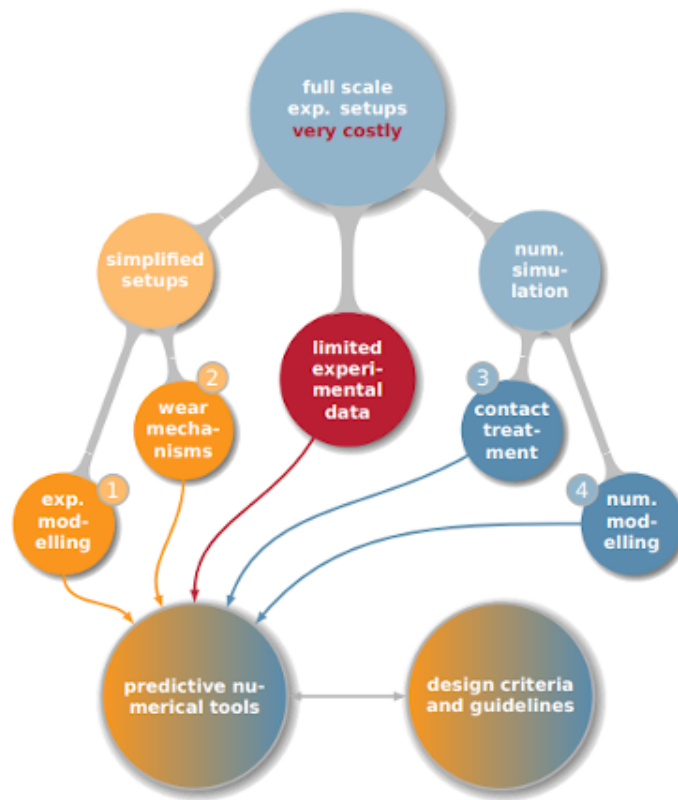 full scale
exp. setups
very costly
simplified
setups
num.
simu-
lation
limited
experi-
mental
data
2
wear
mecha-
nisms
3
contact
treat-
ment
1
exp.
mod-
elling
4
num.
mod-
elling
predictive nu-
merical tools
design criteria
and guidelines